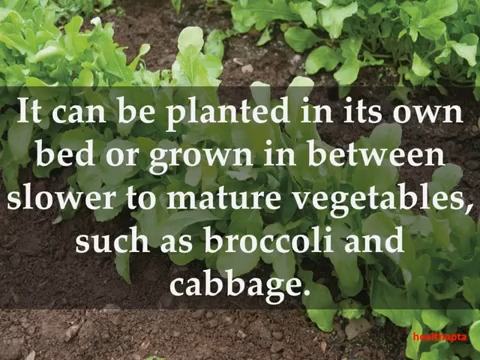 It can be planted in its own
bed or grown in between
slower to mature vegetables,
such as broccoli and
cabbage.
healthapta